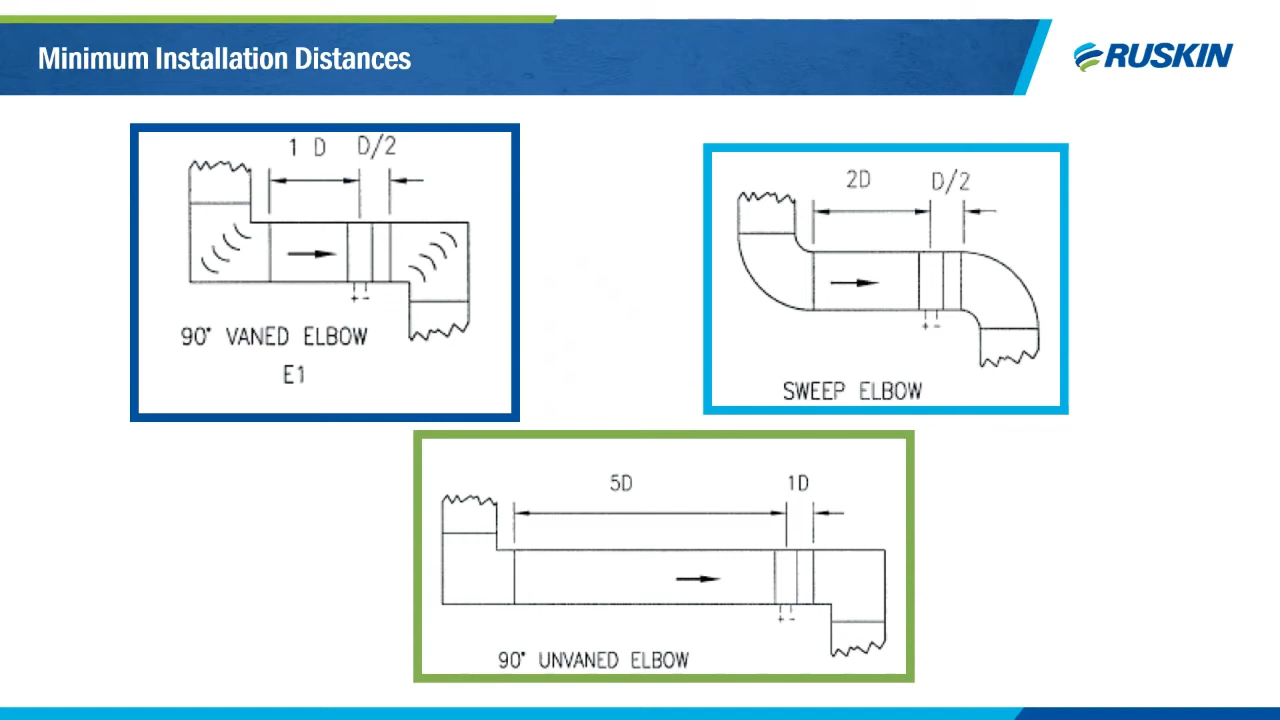 Minimum Installation Distances
RUSKIN
1 D D/2
+ -
90° VANED ELBOW
E1
2D D/2
+ -
SWEEP ELBOW
5D 1D
+ -
90° UNVANED ELBOW